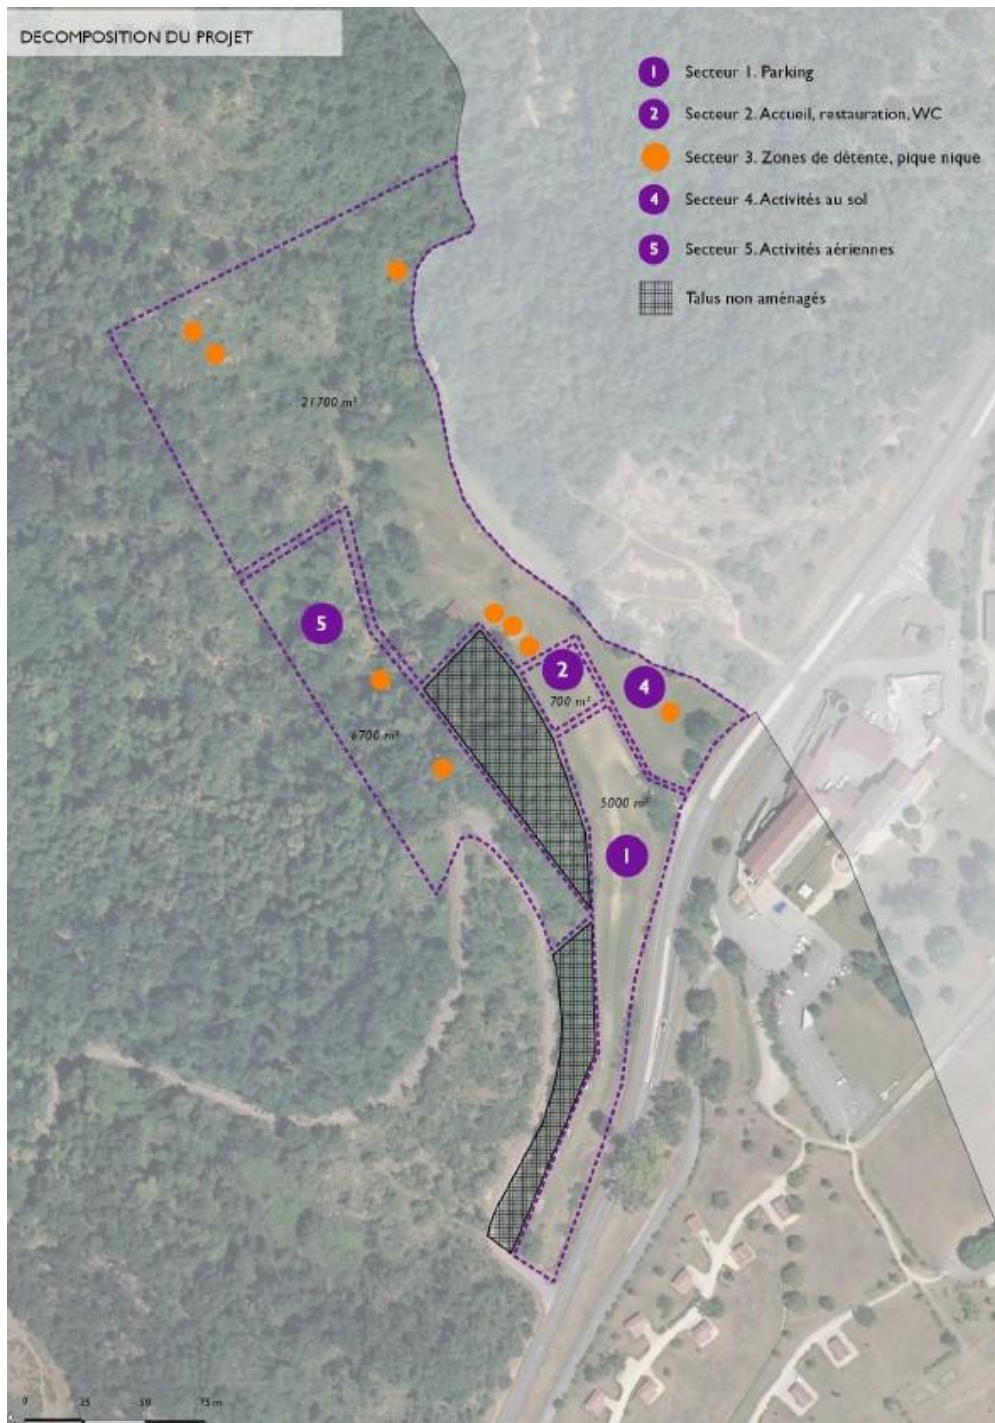 DECOMPOSITION DU PROJET
1 Secteur 1. Parking
2 Secteur 2. Accueil, restauration, WC
Secteur 3. Zones de détente, pique nique
4 Secteur 4. Activités au sol
5 Secteur 5. Activités aériennes
Talus non aménagés
21700 m²
5
2
4
700 m²
6700 m²
5000 m²
1
0 25 50 75 m